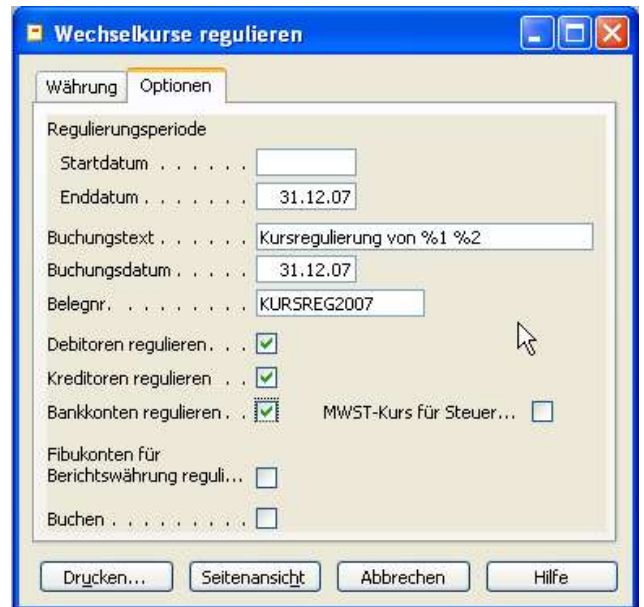 Wechselkurse regulieren
Währung Optionen
Regulierungsperiode
Startdatum . . . . . .
Enddatum . . . . . . . 31.12.07
Buchungstext . . . . . . Kursregulierung von %1 %2
Buchungsdatum . . . . . 31.12.07
Belegnr. . . . . . . . . KURSREG2007
Debitoren regulieren. . .
Kreditoren regulieren . .
Bankkonten regulieren . . MWST-Kurs für Steuer...
Fibukonten für
Berichtswährung reguli...
Buchen . . . . . . . . .
Drucken... Seitenansicht Abbrechen Hilfe